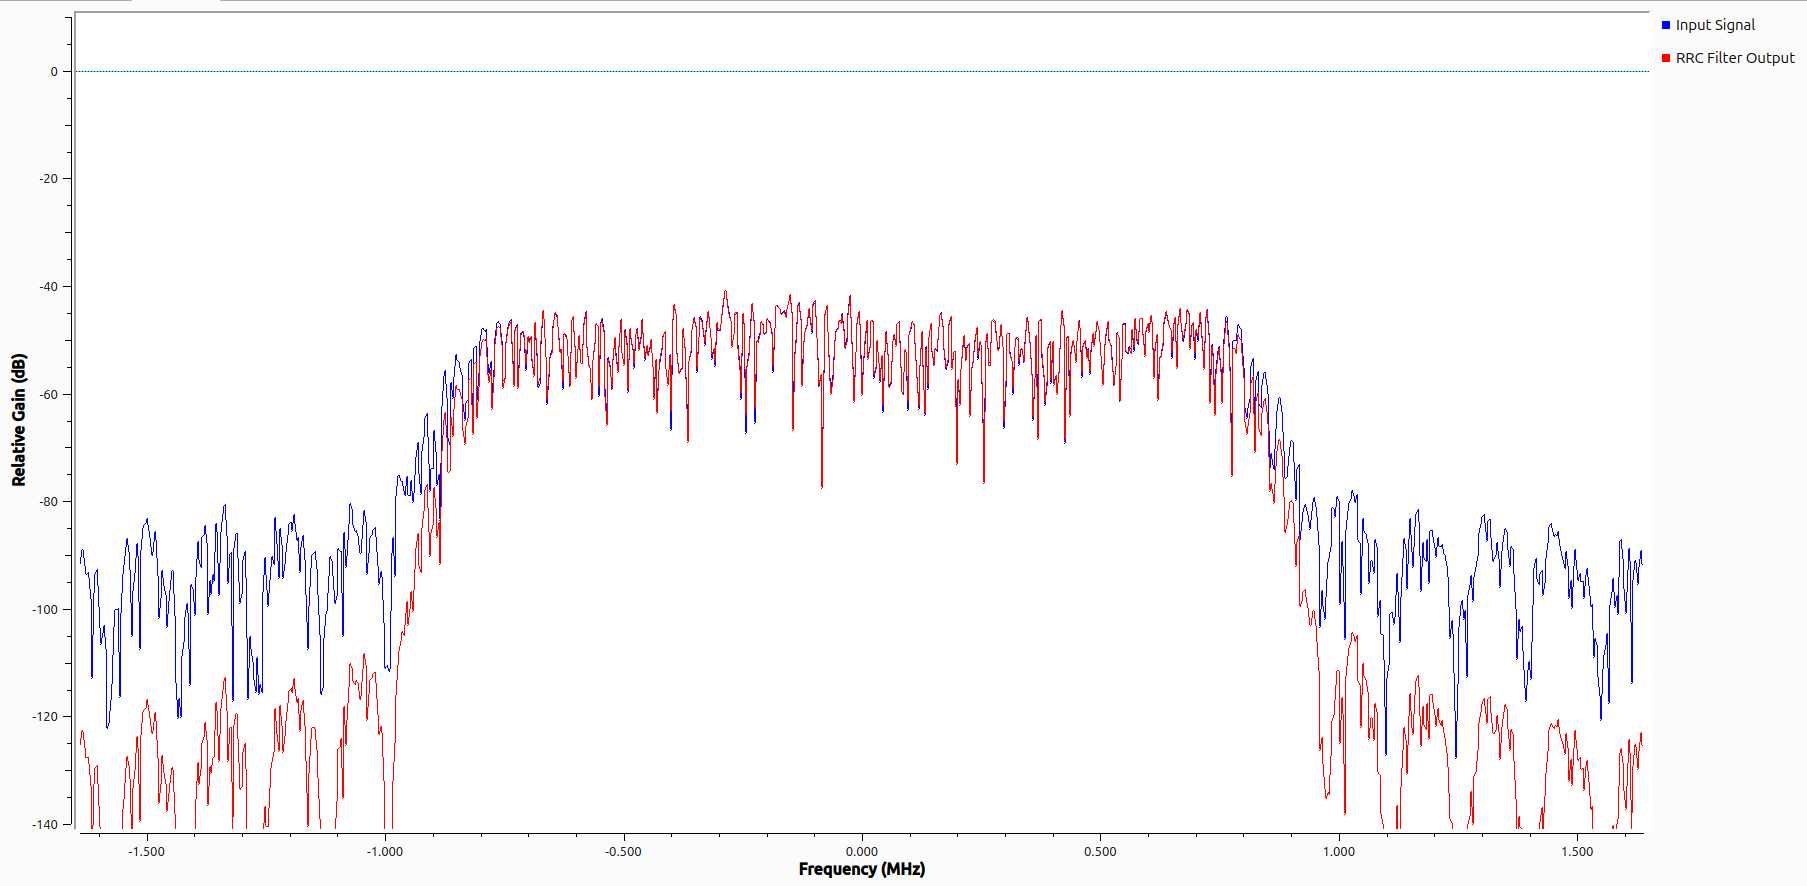 Input Signal
RRC Filter Output
0
-20
-40
-60
-80
-100
-120
-140
Relative Gain (dB)
-1.500 -1.000 -0.500 0.000 0.500 1.000 1.500
Frequency (MHz)